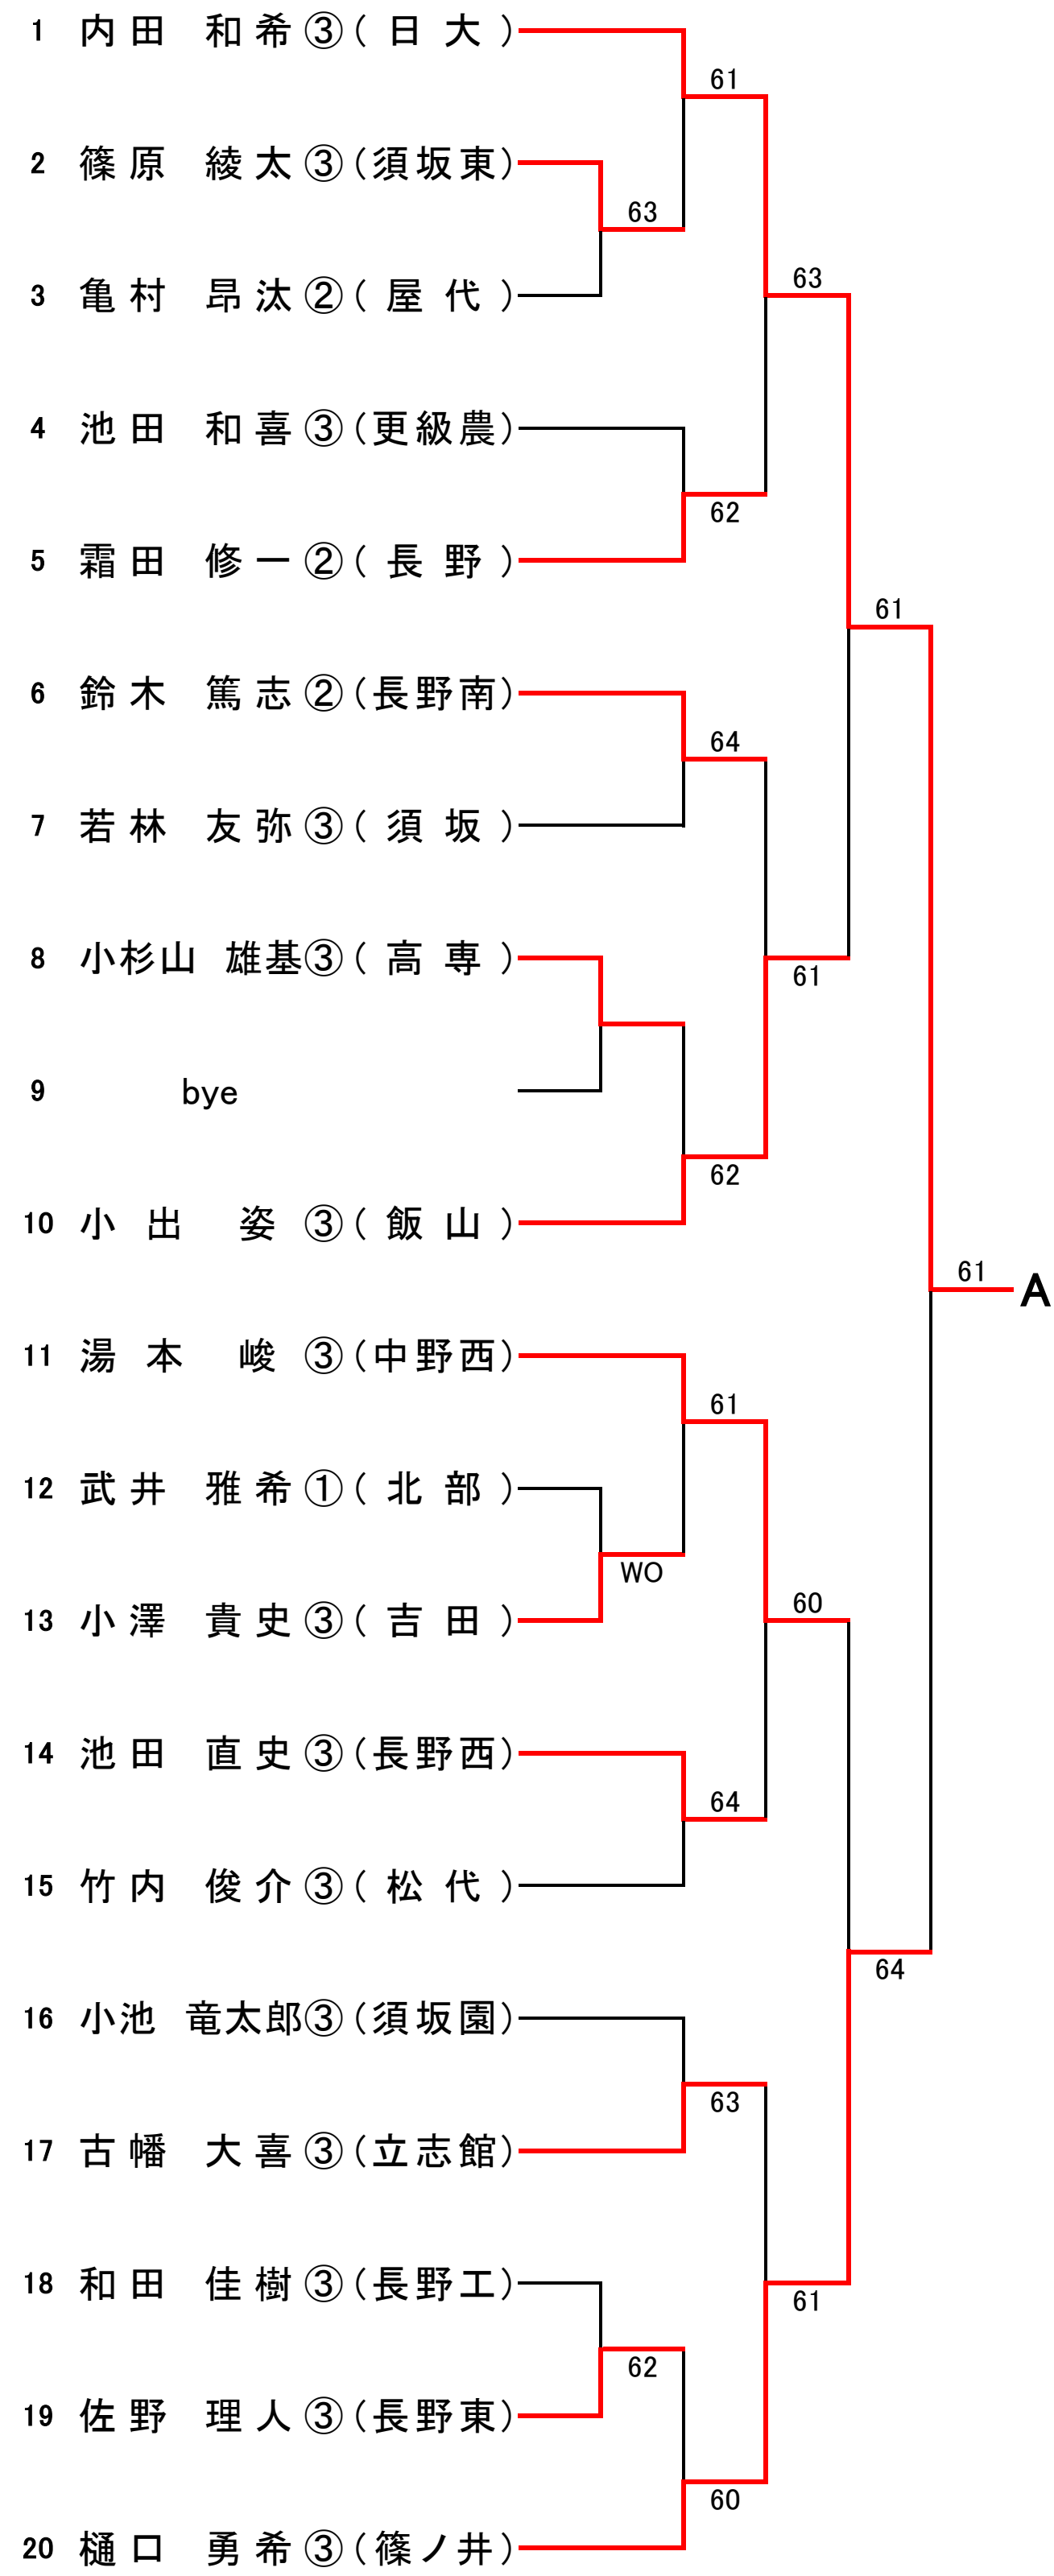 1 内田 和希③(日大)
61
2 篠原 綾太③(須坂東)
63
3 亀村 昂汰②(屋代)
63
4 池田 和喜③(更級農)
62
5 霜田 修一②(長野)
61
6 鈴木 篤志②(長野南)
64
7 若林 友弥③(須坂)
8 小杉山 雄基③(高専)
61
9 bye
62
10 小出 姿③(飯山)
61 A
11 湯本 峻③(中野西)
61
12 武井 雅希①(北部)
WO
13 小澤 貴史③(吉田)
60
14 池田 直史③(長野西)
64
15 竹内 俊介③(松代)
64
16 小池 竜太郎③(須坂園)
63
17 古幡 大喜③(立志館)
18 和田 佳樹③(長野工)
61
62
19 佐野 理人③(長野東)
60
20 樋口 勇希③(篠ノ井)